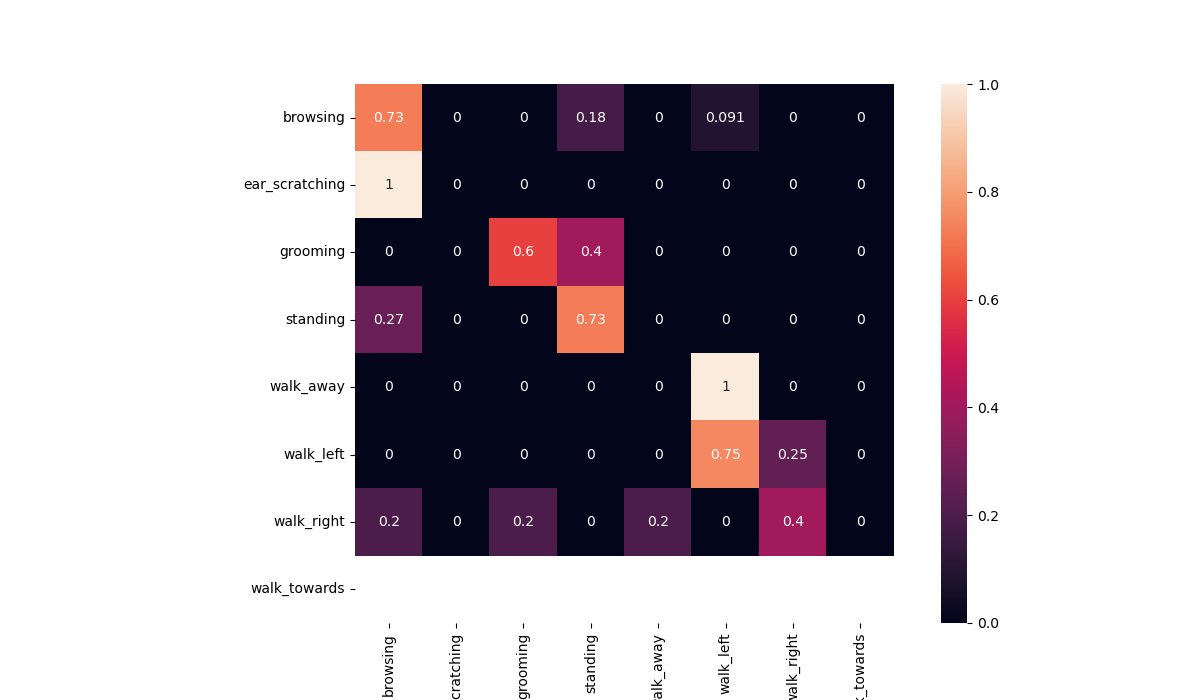 browsing 0.73 0 0 0.18 0 0.091 0 0
ear_scratching 1 0 0 0 0 0 0 0
grooming 0 0 0.6 0.4 0 0 0 0
standing 0.27 0 0 0.73 0 0 0 0
walk_away 0 0 0 0 0 1 0 0
walk_left 0 0 0 0 0 0.75 0.25 0
walk_right 0.2 0 0.2 0 0.2 0 0.4 0
walk_towards
browsing
cratching
grooming
standing
alk_away
walk_left
walk_right
_towards
1.0
0.8
0.6
0.4
0.2
0.0